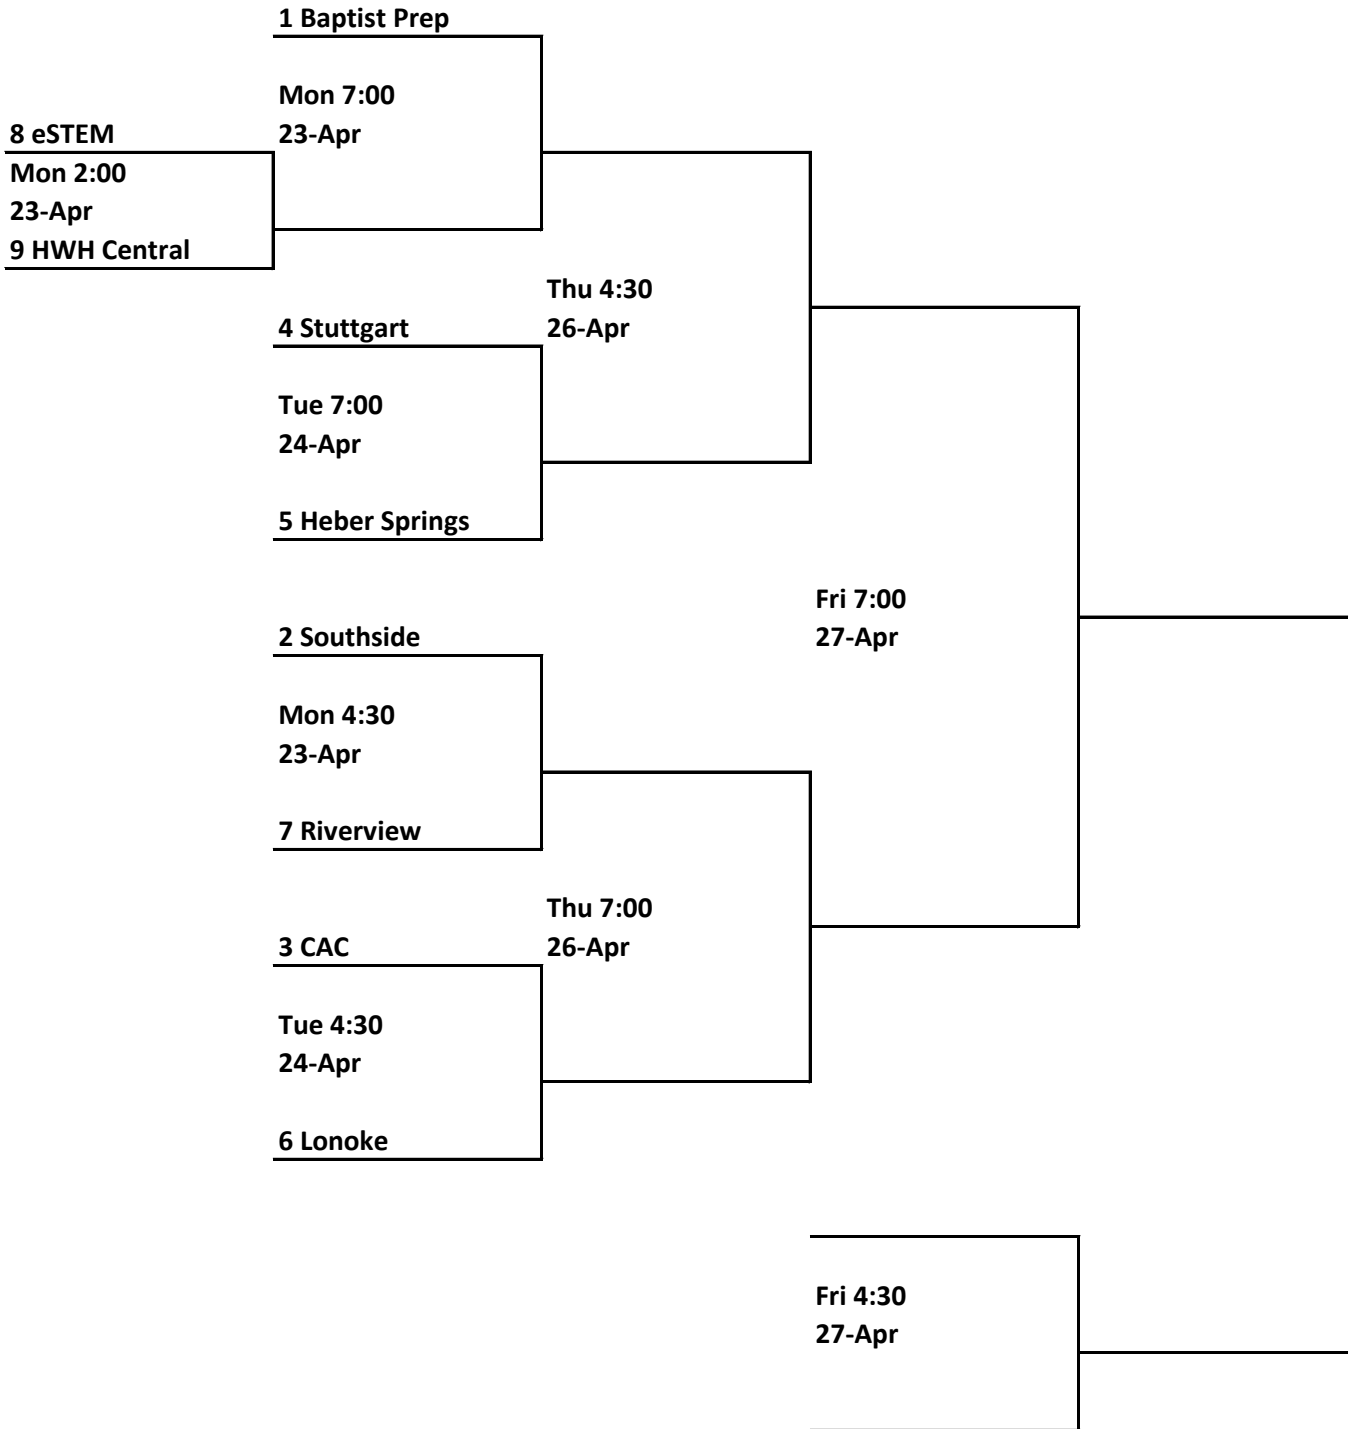 1 Baptist Prep
Mon 7:00
23-Apr
8 eSTEM
Mon 2:00
23-Apr
9 HWH Central
Thu 4:30
26-Apr
4 Stuttgart
Tue 7:00
24-Apr
5 Heber Springs
Fri 7:00
27-Apr
2 Southside
Mon 4:30
23-Apr
7 Riverview
Thu 7:00
26-Apr
3 CAC
Tue 4:30
24-Apr
6 Lonoke
Fri 4:30
27-Apr